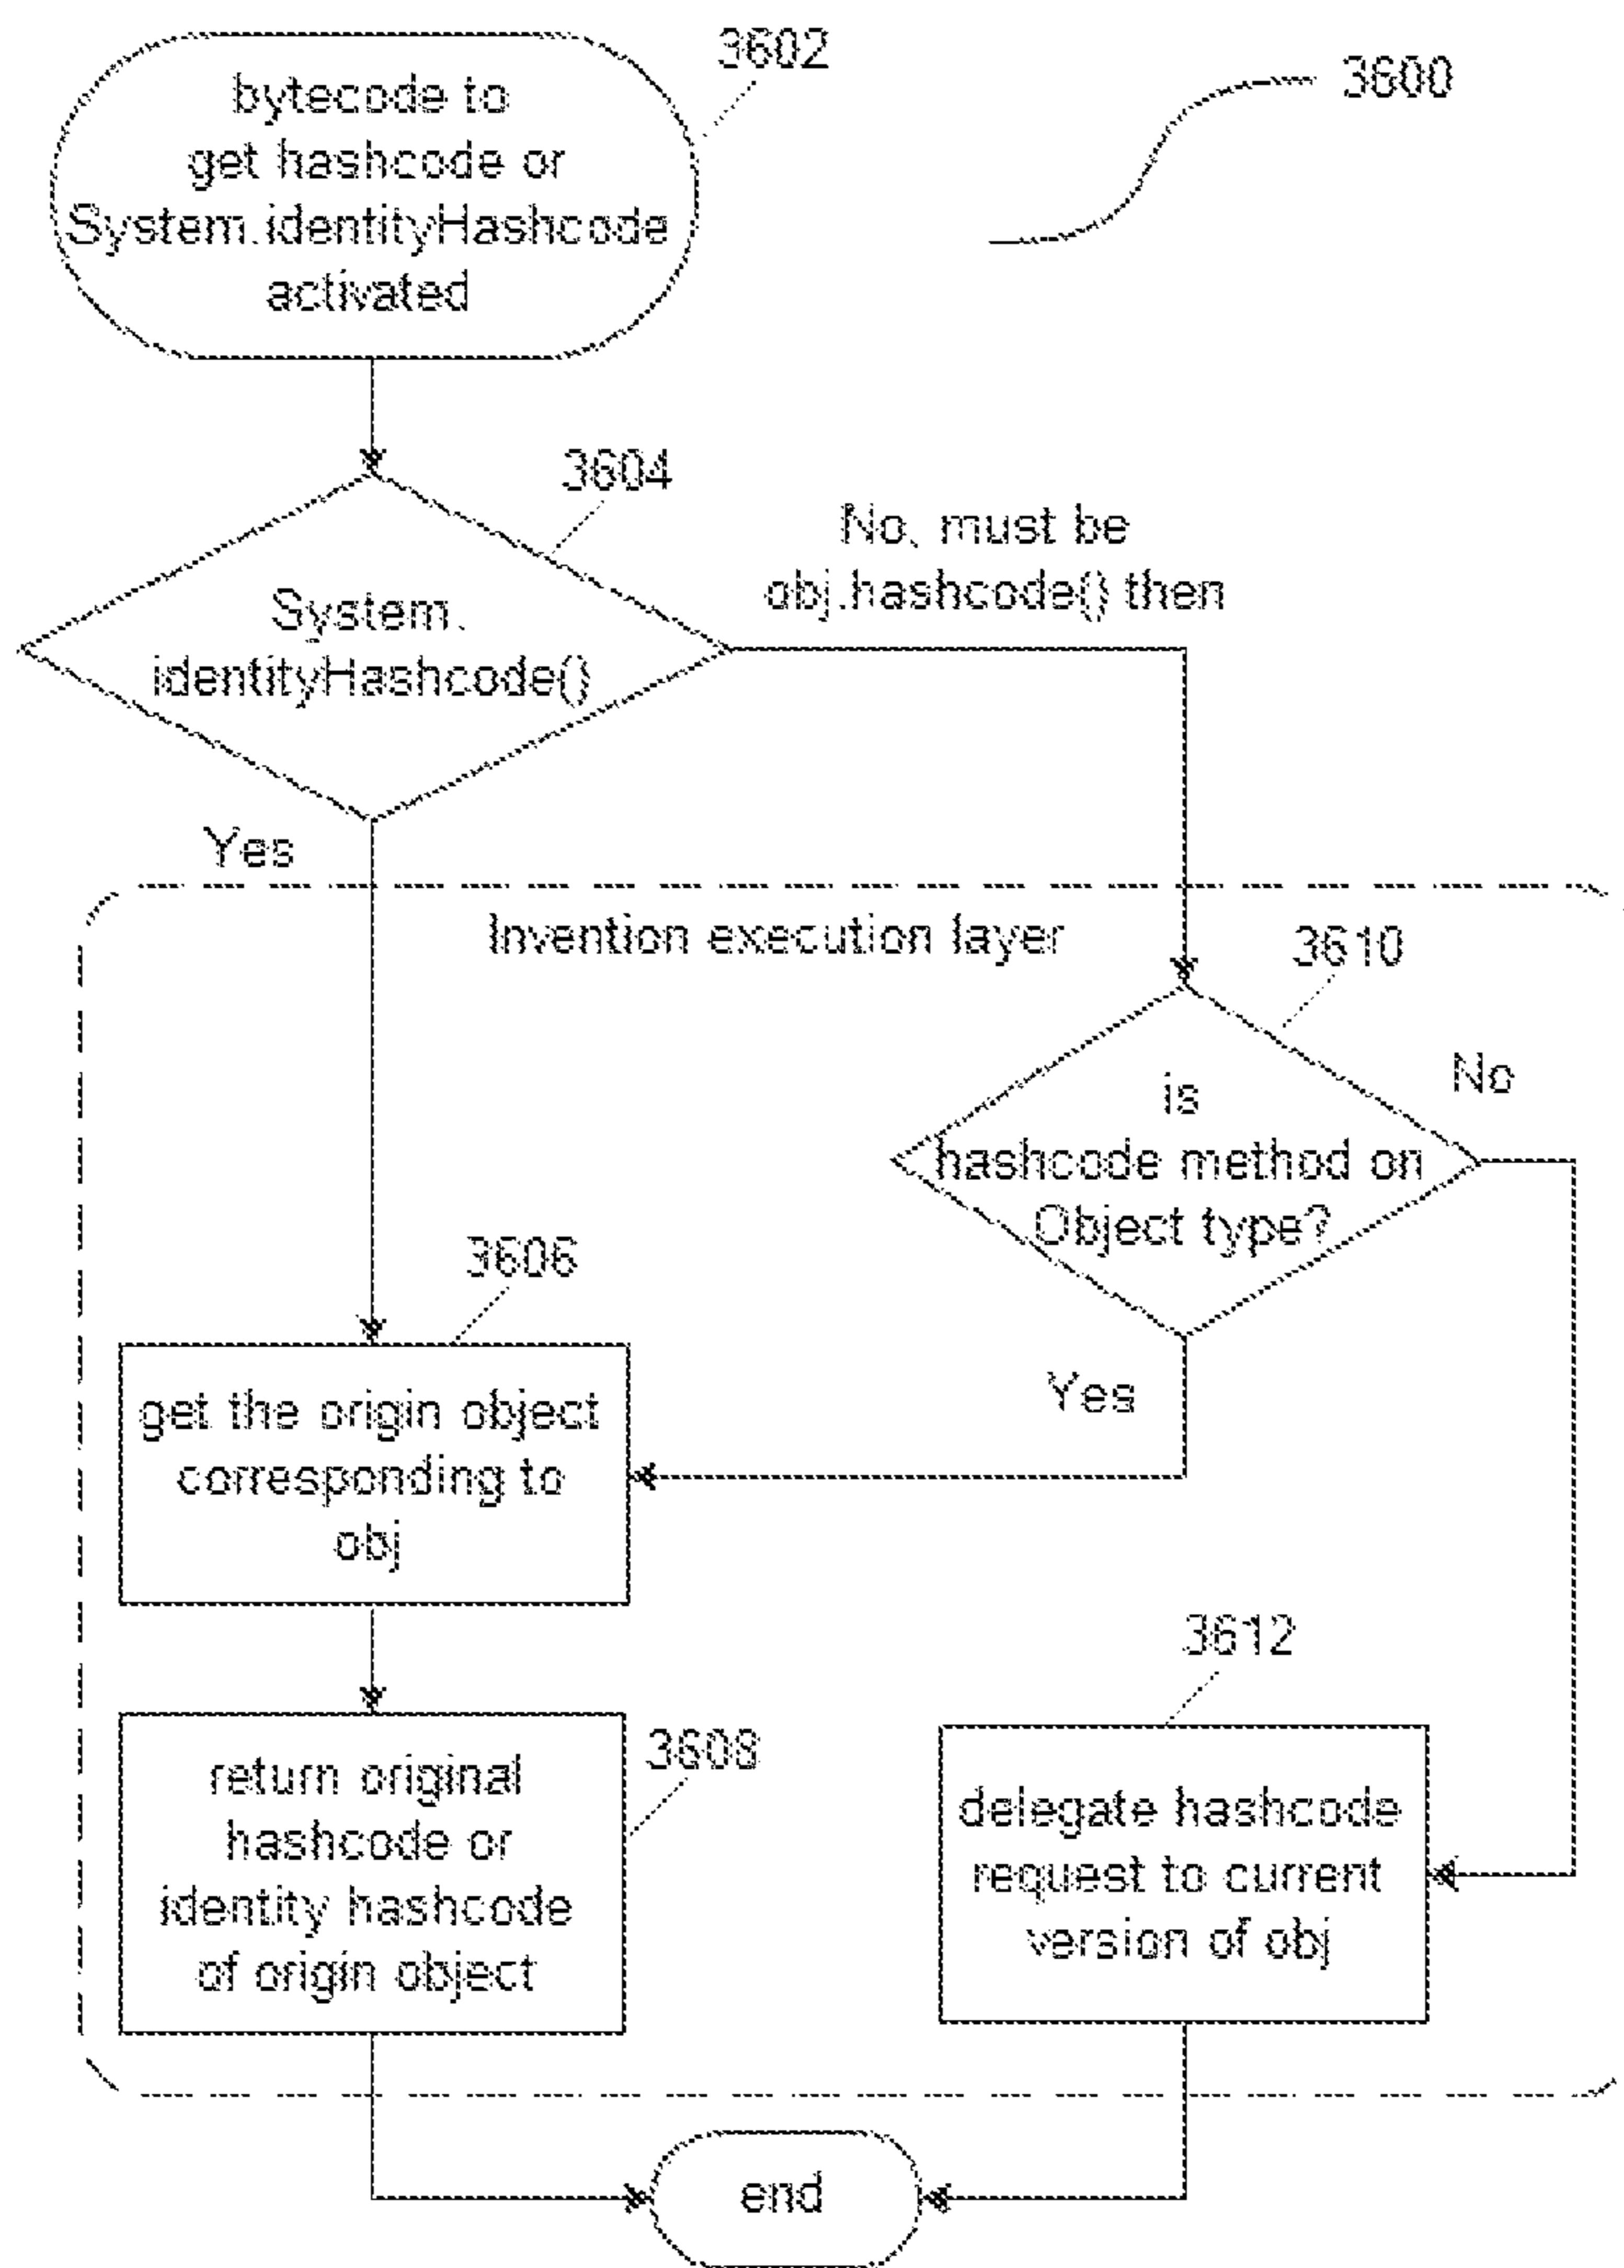 3602
3600
bytecode to
get hashcode or
System.identityHashcode
activated
3604
No, must be
obj.hashcode() then
System.
identityHashcode()
Yes
Invention execution layer
3610
No
is
hashcode method on
Object type?
3606
Yes
get the origin object
corresponding to
obj
3612
3608
return original
hashcode or
identity hashcode
of origin object
delegate hashcode
request to current
version of obj
end